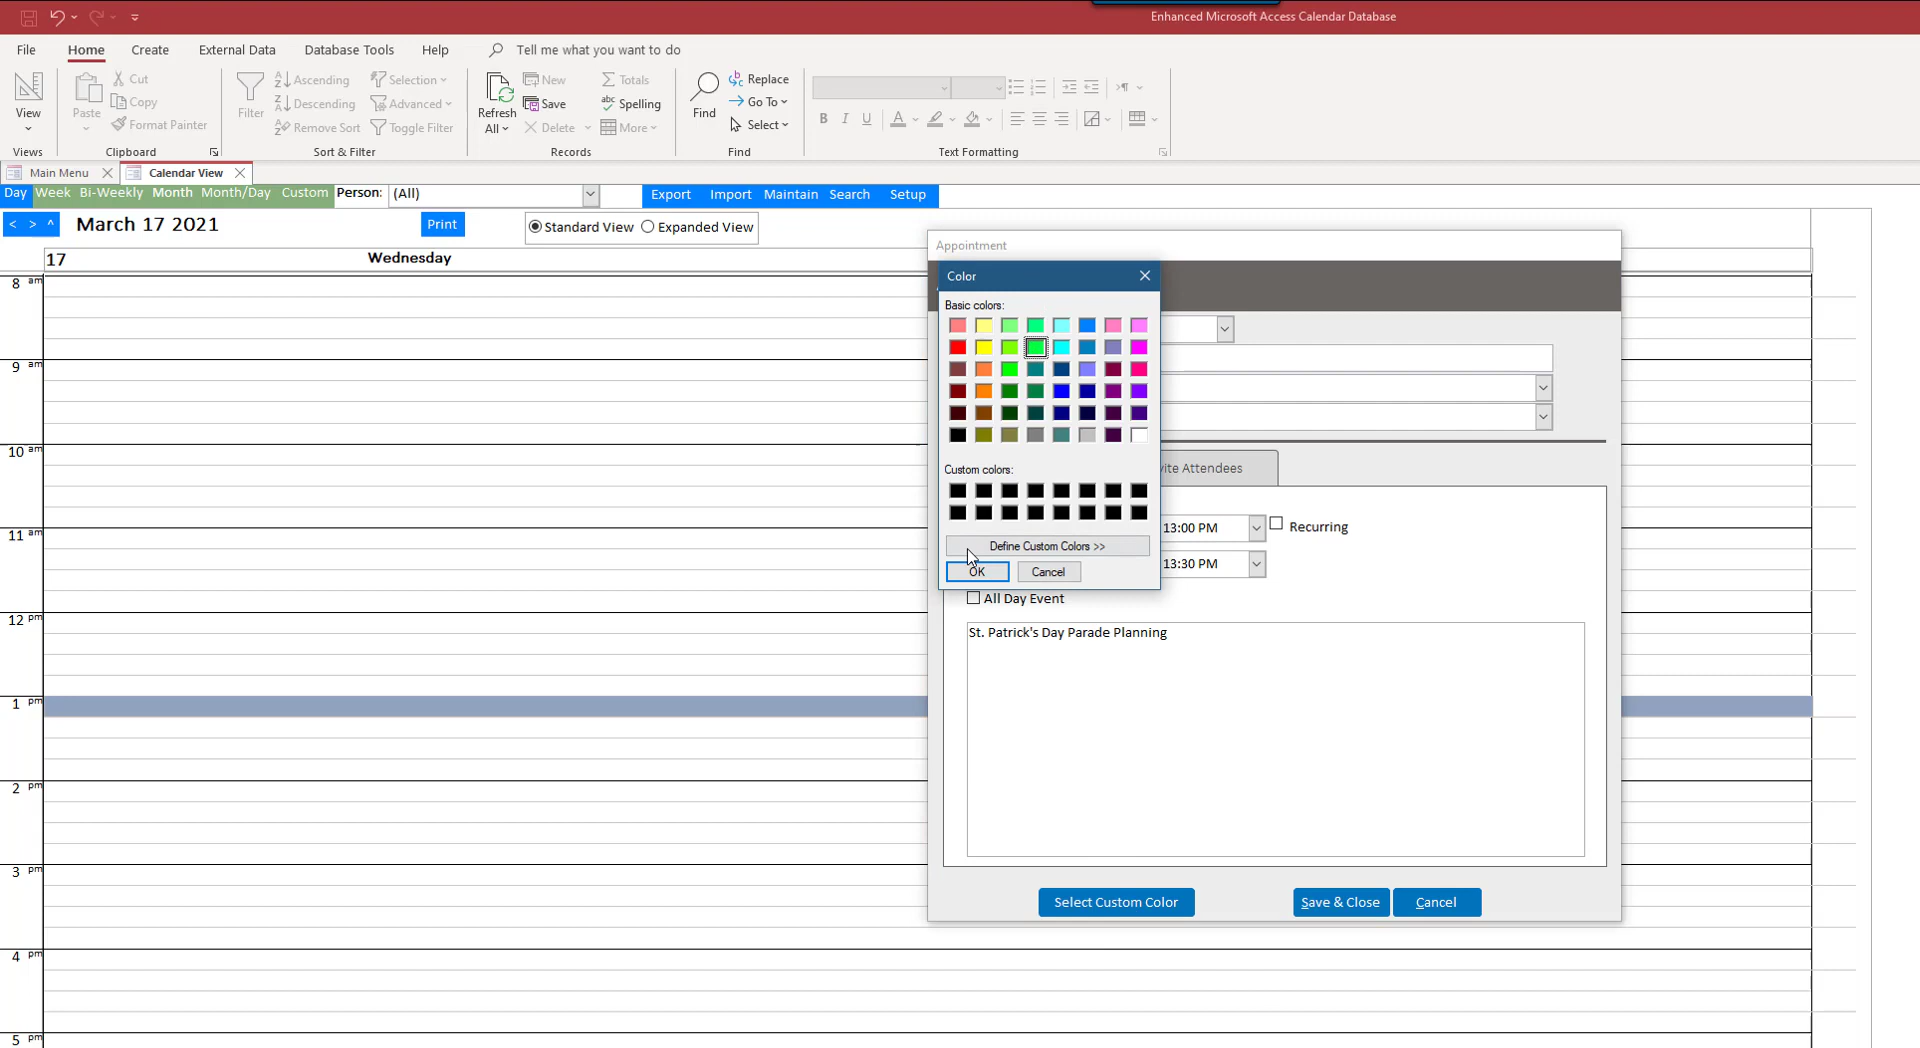 Enhanced Microsoft Access Calendar Database
File Home Create External Data Database Tools Help Tell me what you want to do
View
Views
Paste
Cut
Copy
Format Painter
Clipboard
Filter
Ascending
Descending
Remove Sort
Selection
Advanced
Toggle Filter
Sort & Filter
Refresh
All
New
Save
Delete
Totals
Spelling
More
Records
Find
Replace
Go To
Select
Find
B I U A
Text Formatting
Main Menu Calendar View
Day Week Bi-Weekly Month Month/Day Custom Person: (All) Export Import Maintain Search Setup
< > ^ March 17 2021 Print Standard View Expanded View
17 Wednesday
8 am
9 am
10 am
11 am
12 pm
1 pm
2 pm
3 pm
4 pm
5 pm
Appointment
Color
Basic colors:
Custom colors:
Define Custom Colors >>
OK Cancel
vite Attendees
13:00 PM Recurring
13:30 PM
All Day Event
St. Patrick's Day Parade Planning
Select Custom Color Save & Close Cancel